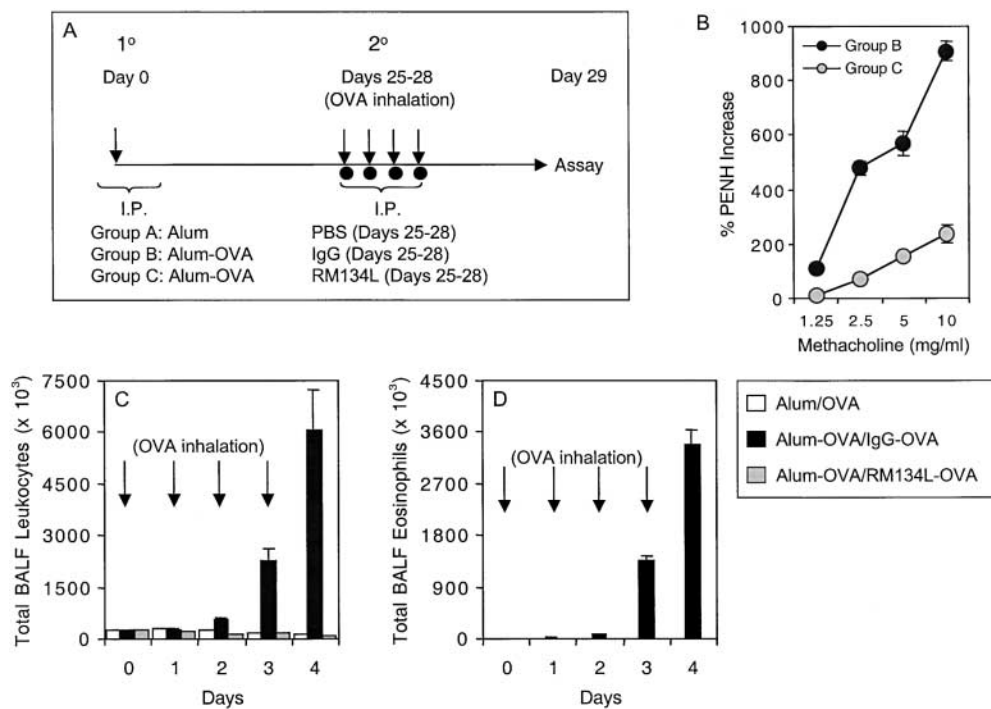 A
1o 2o
Day 0 Days 25-28 Day 29
(OVA inhalation)
Assay
I.P. I.P.
Group A: Alum PBS (Days 25-28)
Group B: Alum-OVA IgG (Days 25-28)
Group C: Alum-OVA RM134L (Days 25-28)
B
% PENH Increase
1000
800
600
400
200
0
Group B
Group C
1.25 2.5 5 10
Methacholine (mg/ml)
C
Total BALF Leukocytes (x 10³)
7500
6000
4500
3000
1500
0
(OVA inhalation)
0 1 2 3 4
Days
D
Total BALF Eosinophils (x 10³)
4500
3600
2700
1800
900
0
(OVA inhalation)
0 1 2 3 4
Days
Alum/OVA
Alum-OVA/IgG-OVA
Alum-OVA/RM134L-OVA